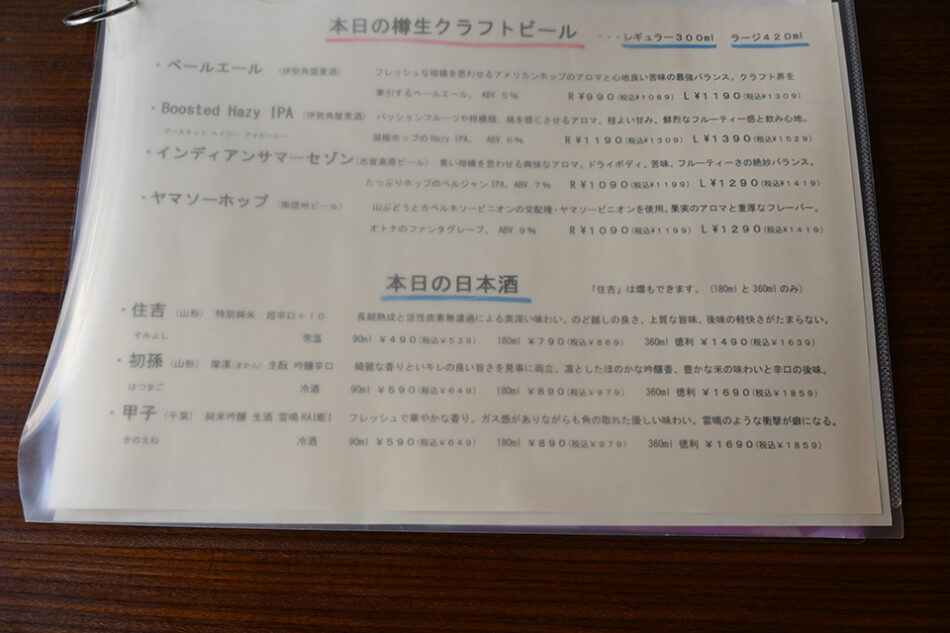 本日の樽生クラフトビール ・・・レギュラー300ml ラージ420ml
・ペールエール (伊勢角屋麦酒) フレッシュな柑橘を思わせるアメリカンホップのアロマと心地良い苦味の最強バランス。クラフト界を
牽引するペールエール。 ABV 5% R¥990(税込¥1089) L¥1190(税込¥1309)
・Boosted Hazy IPA (伊勢角屋麦酒) パッションフルーツや柑橘類、桃を感じさせるアロマ、程よい甘み、鮮烈なフルーティー感と飲み心地。
ブーステッド ヘイジー アイピーエー 凝縮ホップのHazy IPA。 ABV 6% R¥1190(税込¥1309) L¥1390(税込¥1529)
・インディアンサマーセゾン(志賀高原ビール) 青い柑橘を思わせる爽快なアロマ。ドライボディ、苦味、フルーティーさの絶妙バランス。
たっぷりホップのベルジャンIPA。ABV 7% R¥1090(税込¥1199) L¥1290(税込¥1419)
・ヤマソーホップ (南信州ビール) 山ぶどうとカベルネソービニオンの交配種・ヤマソービニオンを使用。果実のアロマと重厚なフレーバー。
オトナのファンタグレープ。 ABV 9% R¥1090(税込¥1199) L¥1290(税込¥1419)
本日の日本酒 「住吉」は燗もできます。(180mlと360mlのみ)
・住吉 (山形) 特別純米 超辛口+10 長期熟成と活性炭素無濾過による奥深い味わい。のど越しの良さ、上質な旨味、後味の軽快さがたまらない。
すみよし 常温 90ml ¥490(税込¥539) 180ml ¥790(税込¥869) 360ml 徳利 ¥1490(税込¥1639)
・初孫 (山形) 摩漢(まかん) 生酛 吟醸辛口 綺麗な香りといキレの良い旨さを見事に両立。凛としたほのかな吟醸香、豊かな米の味わいと辛口の後味。
はつまご 冷酒 90ml ¥590(税込¥649) 180ml ¥890(税込¥979) 360ml 徳利 ¥1690(税込¥1859)
・甲子 (千葉) 純米吟醸 生酒 雷鳴 RAIMEI フレッシュで華やかな香り。ガス感がありながらも角の取れた優しい味わい。雷鳴のような衝撃が癖になる。
きのえね 冷酒 90ml ¥590(税込¥649) 180ml ¥890(税込¥979) 360ml 徳利 ¥1690(税込¥1859)